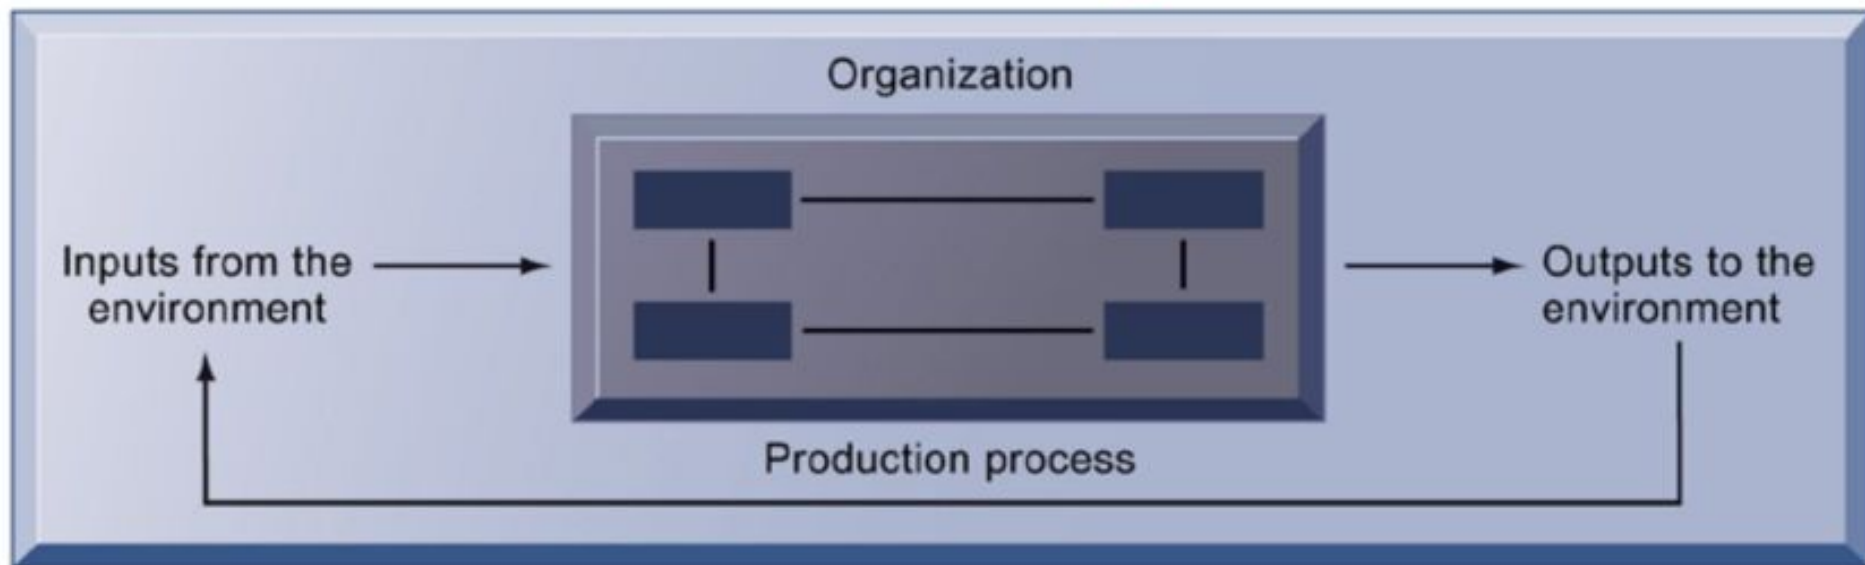 Organization
Inputs from the
environment
Outputs to the
environment
Production process